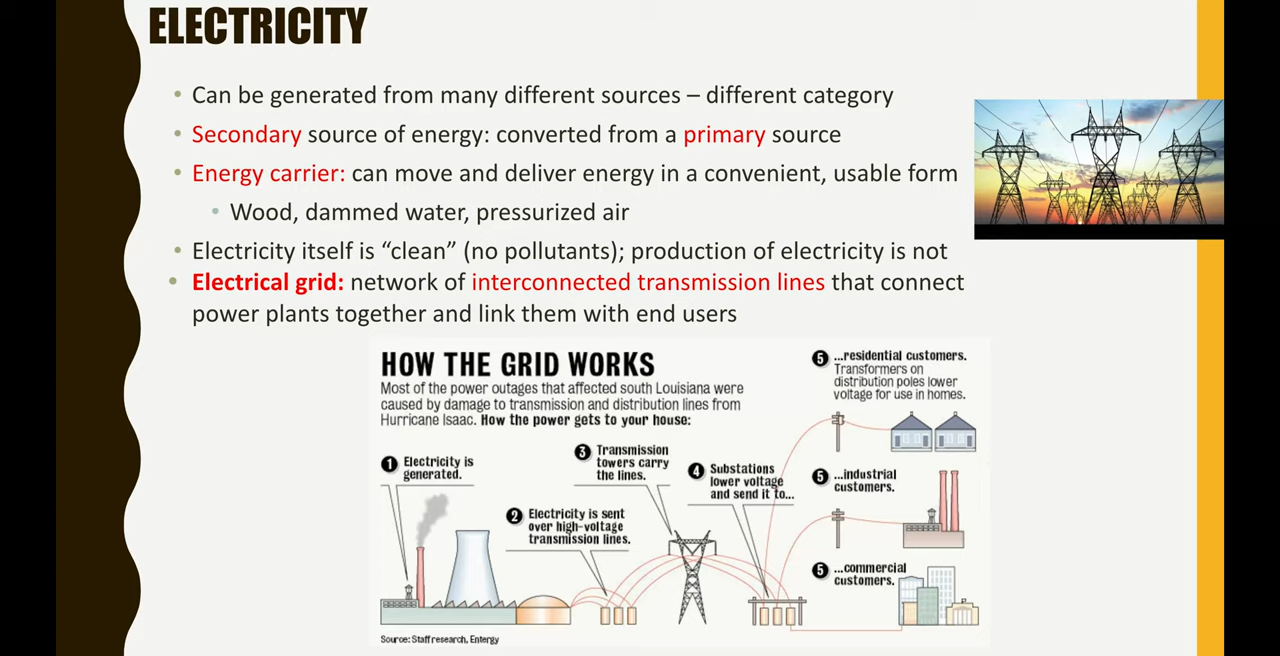 ELECTRICITY
• Can be generated from many different sources – different category
• Secondary source of energy: converted from a primary source
• Energy carrier: can move and deliver energy in a convenient, usable form
• Wood, dammed water, pressurized air
• Electricity itself is “clean” (no pollutants); production of electricity is not
• Electrical grid: network of interconnected transmission lines that connect
power plants together and link them with end users
HOW THE GRID WORKS
Most of the power outages that affected south Louisiana were
caused by damage to transmission and distribution lines from
Hurricane Isaac. How the power gets to your house:
1 Electricity is
generated.
2 Electricity is sent
over high-voltage
transmission lines.
3 Transmission
towers carry
the lines.
4 Substations
lower voltage
and send it to...
5 ...residential customers.
Transformers on
distribution poles lower
voltage for use in homes.
5 ...industrial
customers.
5 ...commercial
customers.
Source: Staff research, Entergy